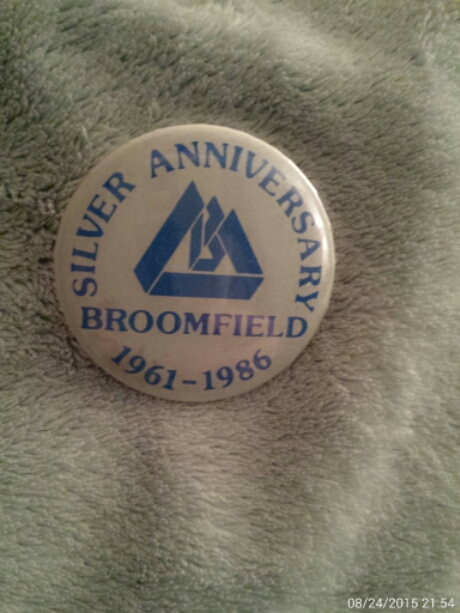 SILVER ANNIVERSARY
B
BROOMFIELD
1961-1986
08/24/2015 21:54